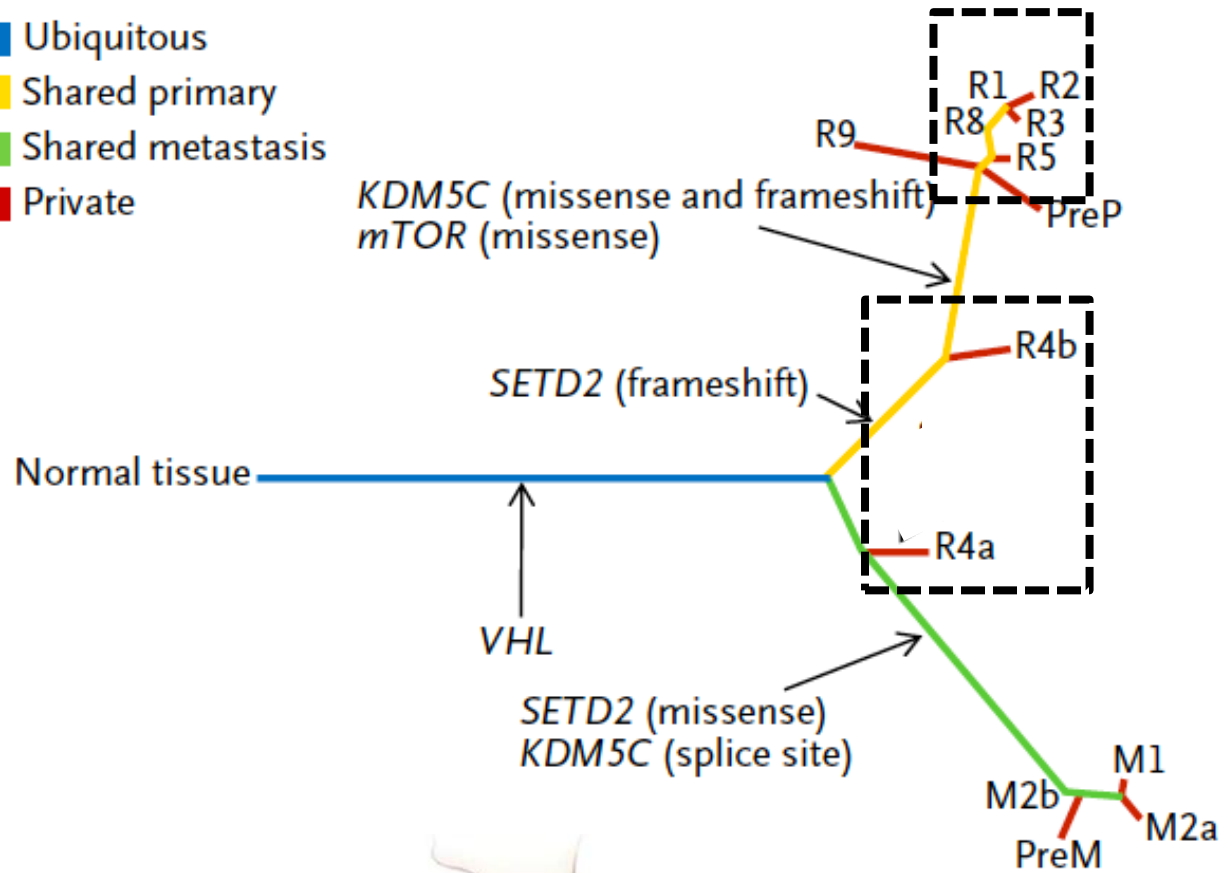 Ubiquitous
Shared primary
Shared metastasis
Private
R1
R2
R8
R3
R9
R5
PreP
KDM5C (missense and frameshift)
mTOR (missense)
R4b
SETD2 (frameshift)
Normal tissue
R4a
VHL
SETD2 (missense)
KDM5C (splice site)
M1
M2b
M2a
PreM